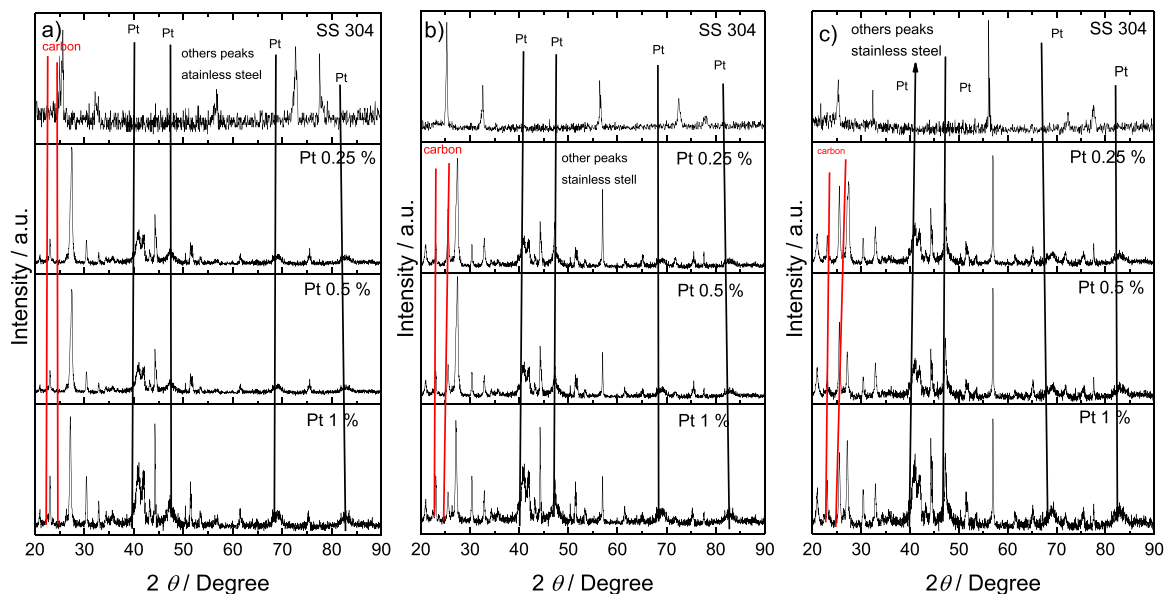 a)
SS 304
carbon
Pt
Pt
Pt
Pt
others peaks
atainless steel
Pt 0.25 %
Pt 0.5 %
Pt 1 %
Intensity / a.u.
20 30 40 50 60 70 80 90
2 θ / Degree
b)
SS 304
Pt
Pt
Pt
Pt
carbon
Pt 0.25 %
other peaks
stainless stell
Pt 0.5 %
Pt 1 %
Intensity / a.u.
20 30 40 50 60 70 80 90
2 θ / Degree
c)
others peaks
stainless steel
SS 304
Pt
Pt
Pt
Pt
carbon
Pt 0.25 %
Pt 0.5 %
Pt 1 %
Intensity / a.u.
20 30 40 50 60 70 80 90
2θ / Degree